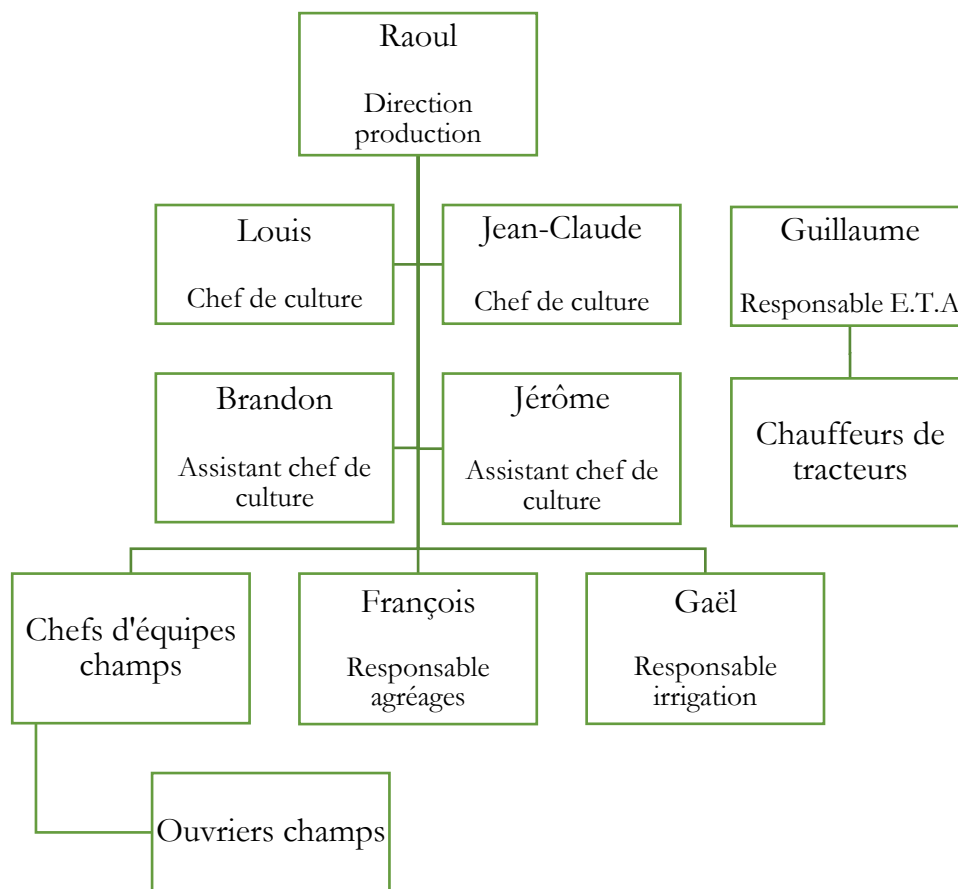 Raoul
Direction
production
Louis
Chef de culture
Jean-Claude
Chef de culture
Guillaume
Responsable E.T.A
Brandon
Assistant chef de
culture
Jérôme
Assistant chef de
culture
Chauffeurs de
tracteurs
Chefs d'équipes
champs
François
Responsable
agréages
Gaël
Responsable
irrigation
Ouvriers champs